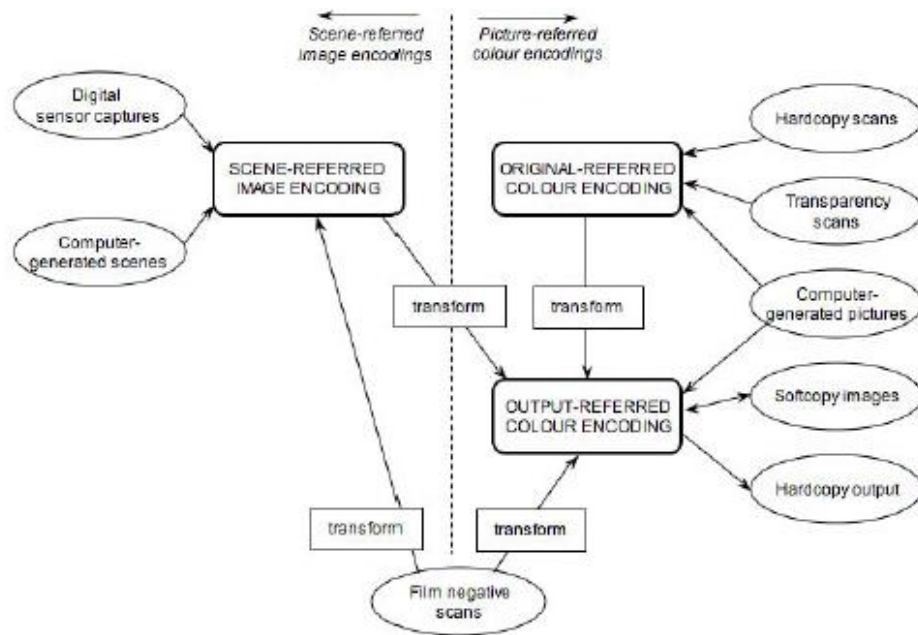 Scene-referred
image encodings
Picture-referred
colour encodings
Digital
sensor captures
Hardcopy scans
SCENE-REFERRED
IMAGE ENCODING
ORIGINAL-REFERRED
COLOUR ENCODING
Transparency
scans
Computer-
generated scenes
transform
transform
Computer-
generated pictures
OUTPUT-REFERRED
COLOUR ENCODING
Softcopy images
Hardcopy output
transform
transform
Film negative
scans